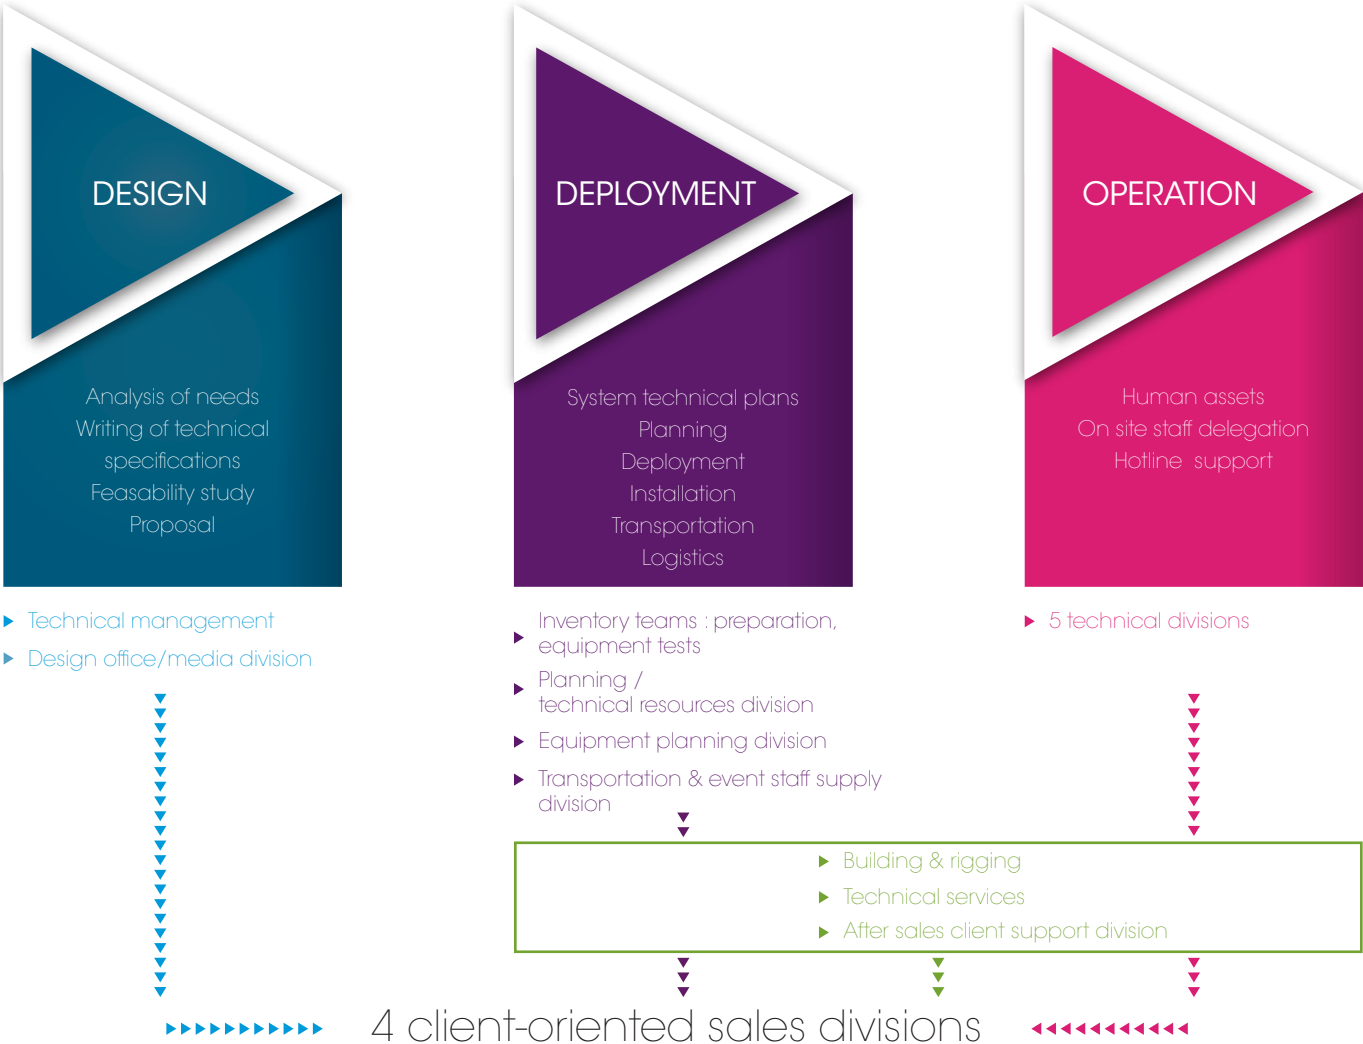 DESIGN
Analysis of needs
Writing of technical
specifications
Feasability study
Proposal
Technical management
Design office/media division
DEPLOYMENT
System technical plans
Planning
Deployment
Installation
Transportation
Logistics
Inventory teams : preparation,
equipment tests
Planning /
technical resources division
Equipment planning division
Transportation & event staff supply
division
OPERATION
Human assets
On site staff delegation
Hotline support
5 technical divisions
Building & rigging
Technical services
After sales client support division
4 client-oriented sales divisions